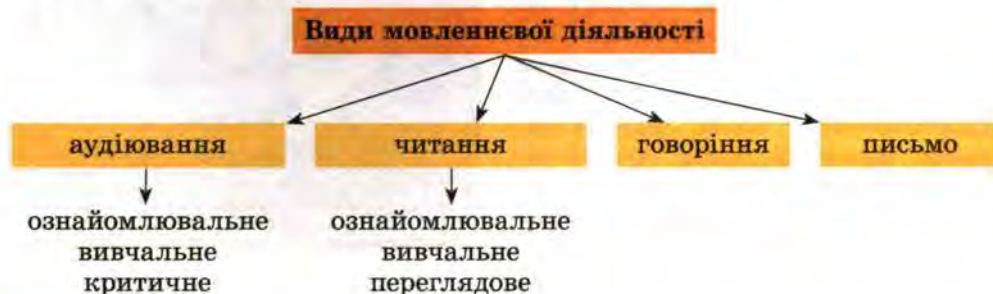 Види мовленнєвої діяльності
аудіювання
читання
говоріння
письмо
ознайомлювальне
вивчальне
критичне
ознайомлювальне
вивчальне
переглядове